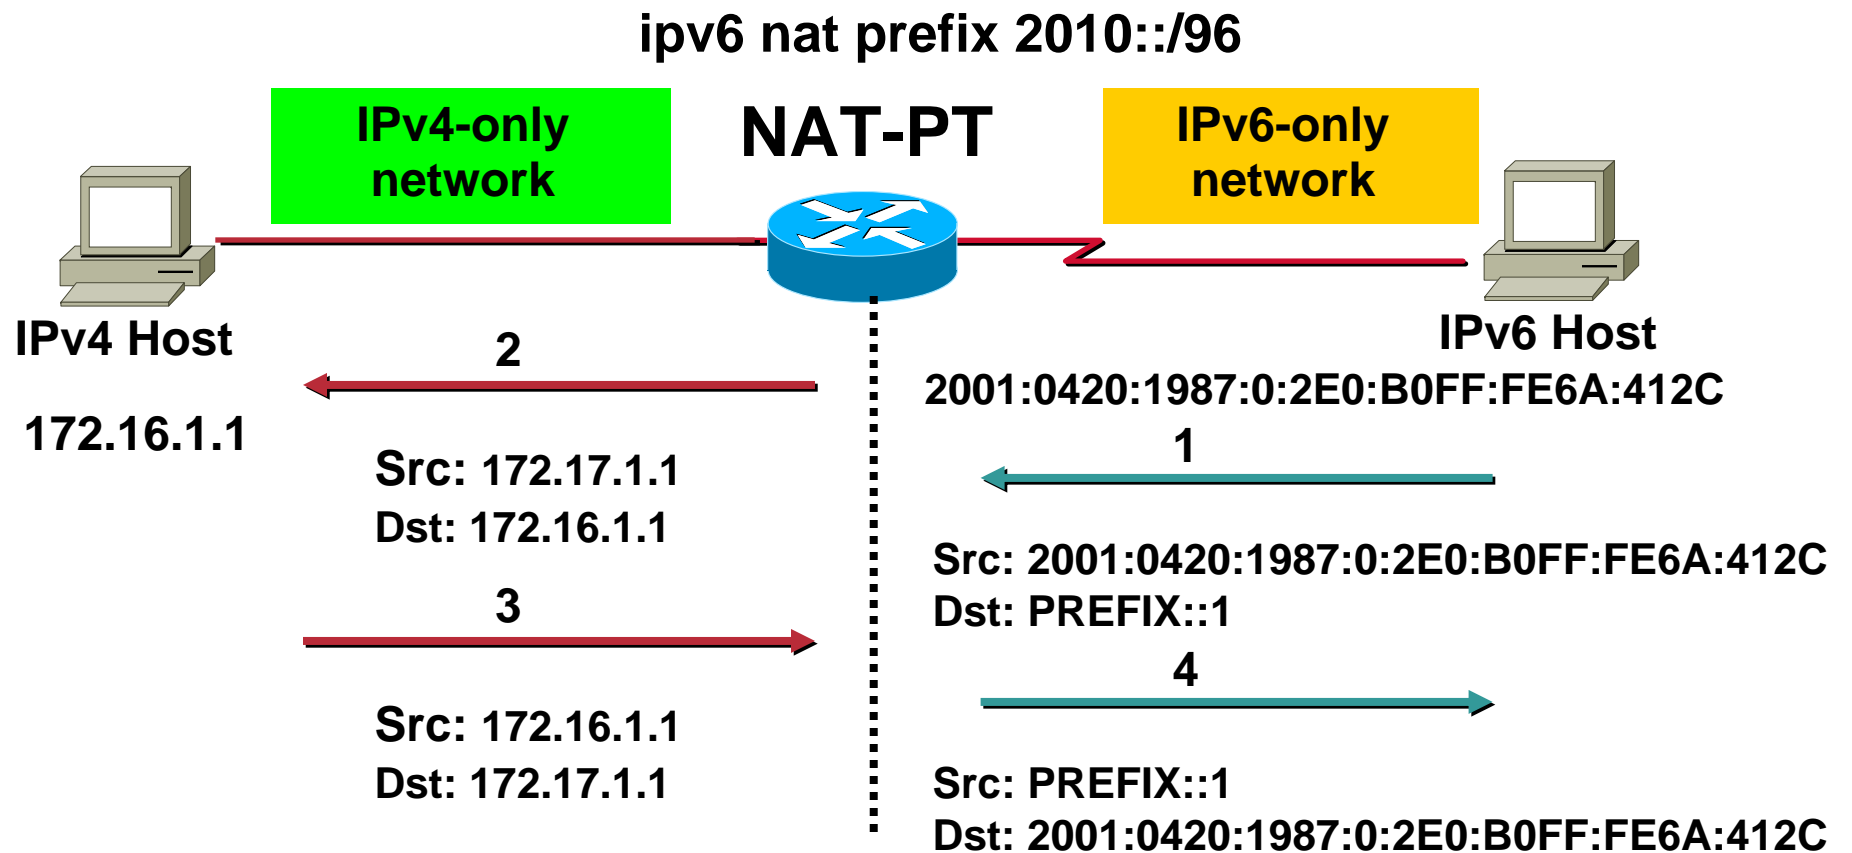 ipv6 nat prefix 2010::/96
IPv4-only
network
NAT-PT
IPv6-only
network
IPv4 Host
172.16.1.1
IPv6 Host
2001:0420:1987:0:2E0:B0FF:FE6A:412C
2
Src: 172.17.1.1
Dst: 172.16.1.1
1
Src: 2001:0420:1987:0:2E0:B0FF:FE6A:412C
Dst: PREFIX::1
3
Src: 172.16.1.1
Dst: 172.17.1.1
4
Src: PREFIX::1
Dst: 2001:0420:1987:0:2E0:B0FF:FE6A:412C